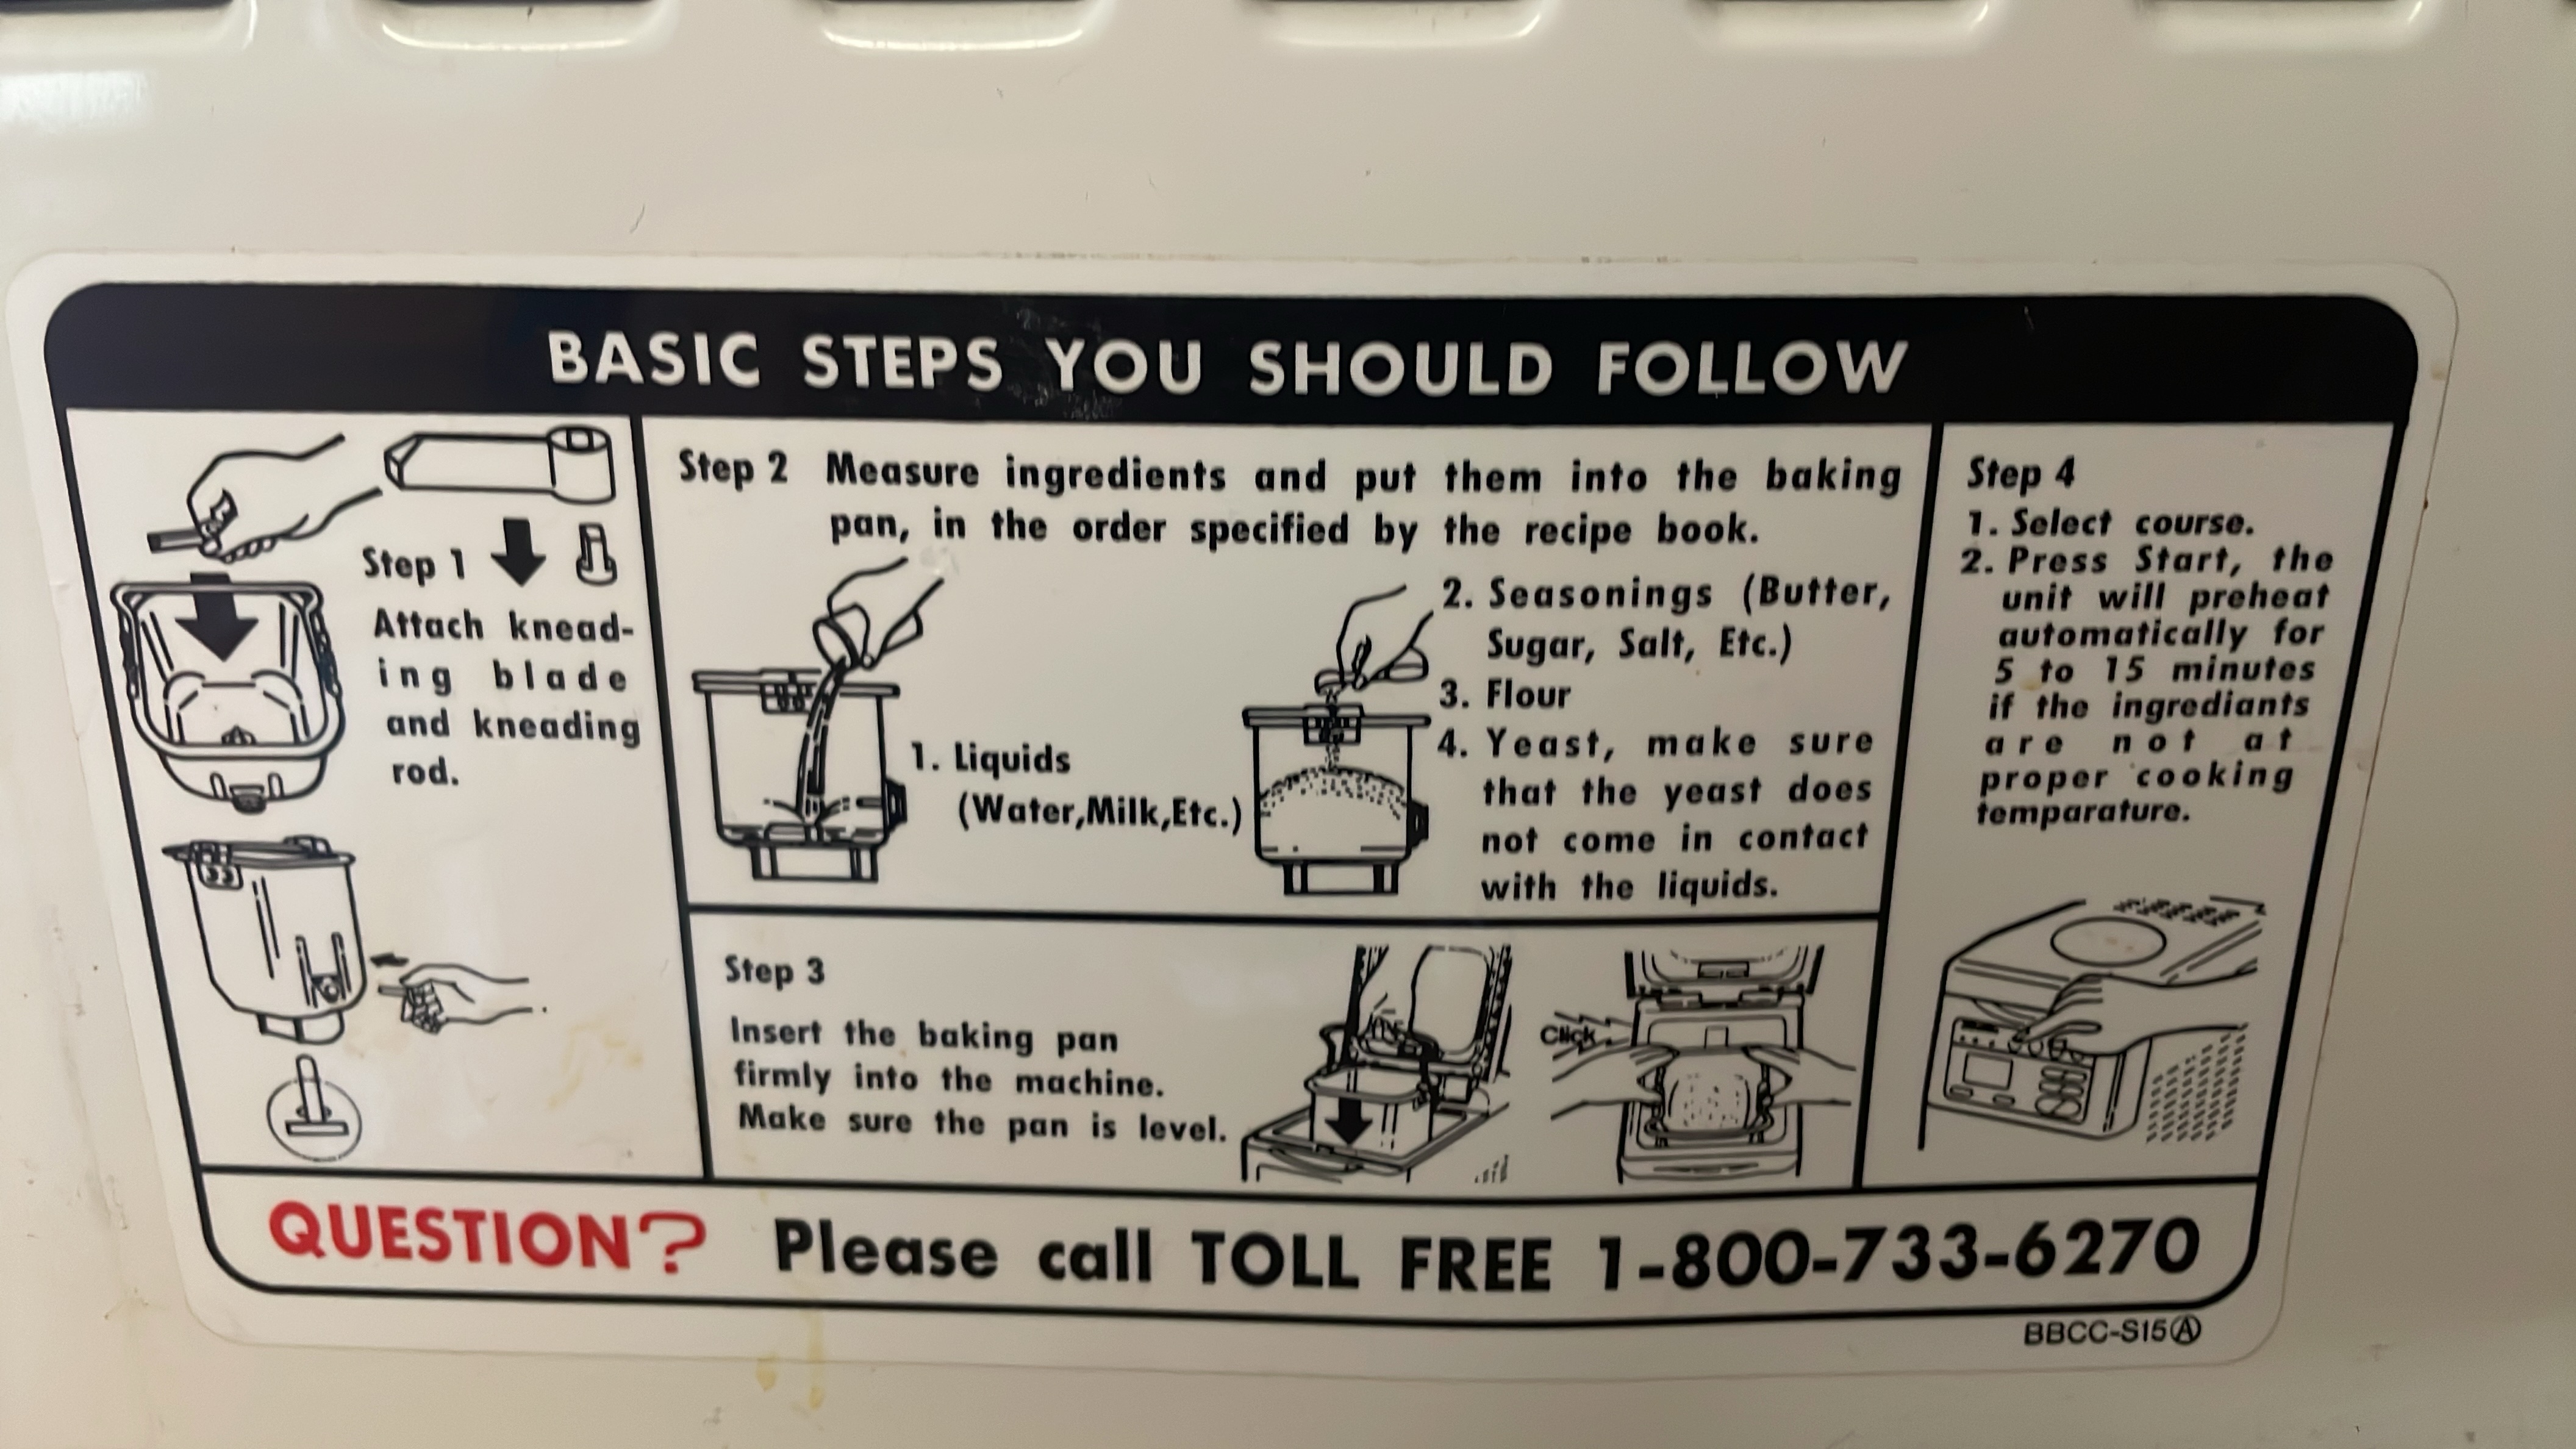 BASIC STEPS YOU SHOULD FOLLOW
Step 1
Attach knead-
ing blade
and kneading
rod.
Step 2 Measure ingredients and put them into the baking
pan, in the order specified by the recipe book.
1. Liquids
(Water,Milk,Etc.)
2. Seasonings (Butter,
Sugar, Salt, Etc.)
3. Flour
4. Yeast, make sure
that the yeast does
not come in contact
with the liquids.
Step 3
Insert the baking pan
firmly into the machine.
Make sure the pan is level.
Click
Step 4
1. Select course.
2. Press Start, the
unit will preheat
automatically for
5 to 15 minutes
if the ingrediants
are not at
proper cooking
temparature.
QUESTION? Please call TOLL FREE 1-800-733-6270
BBCC-S15Ⓐ